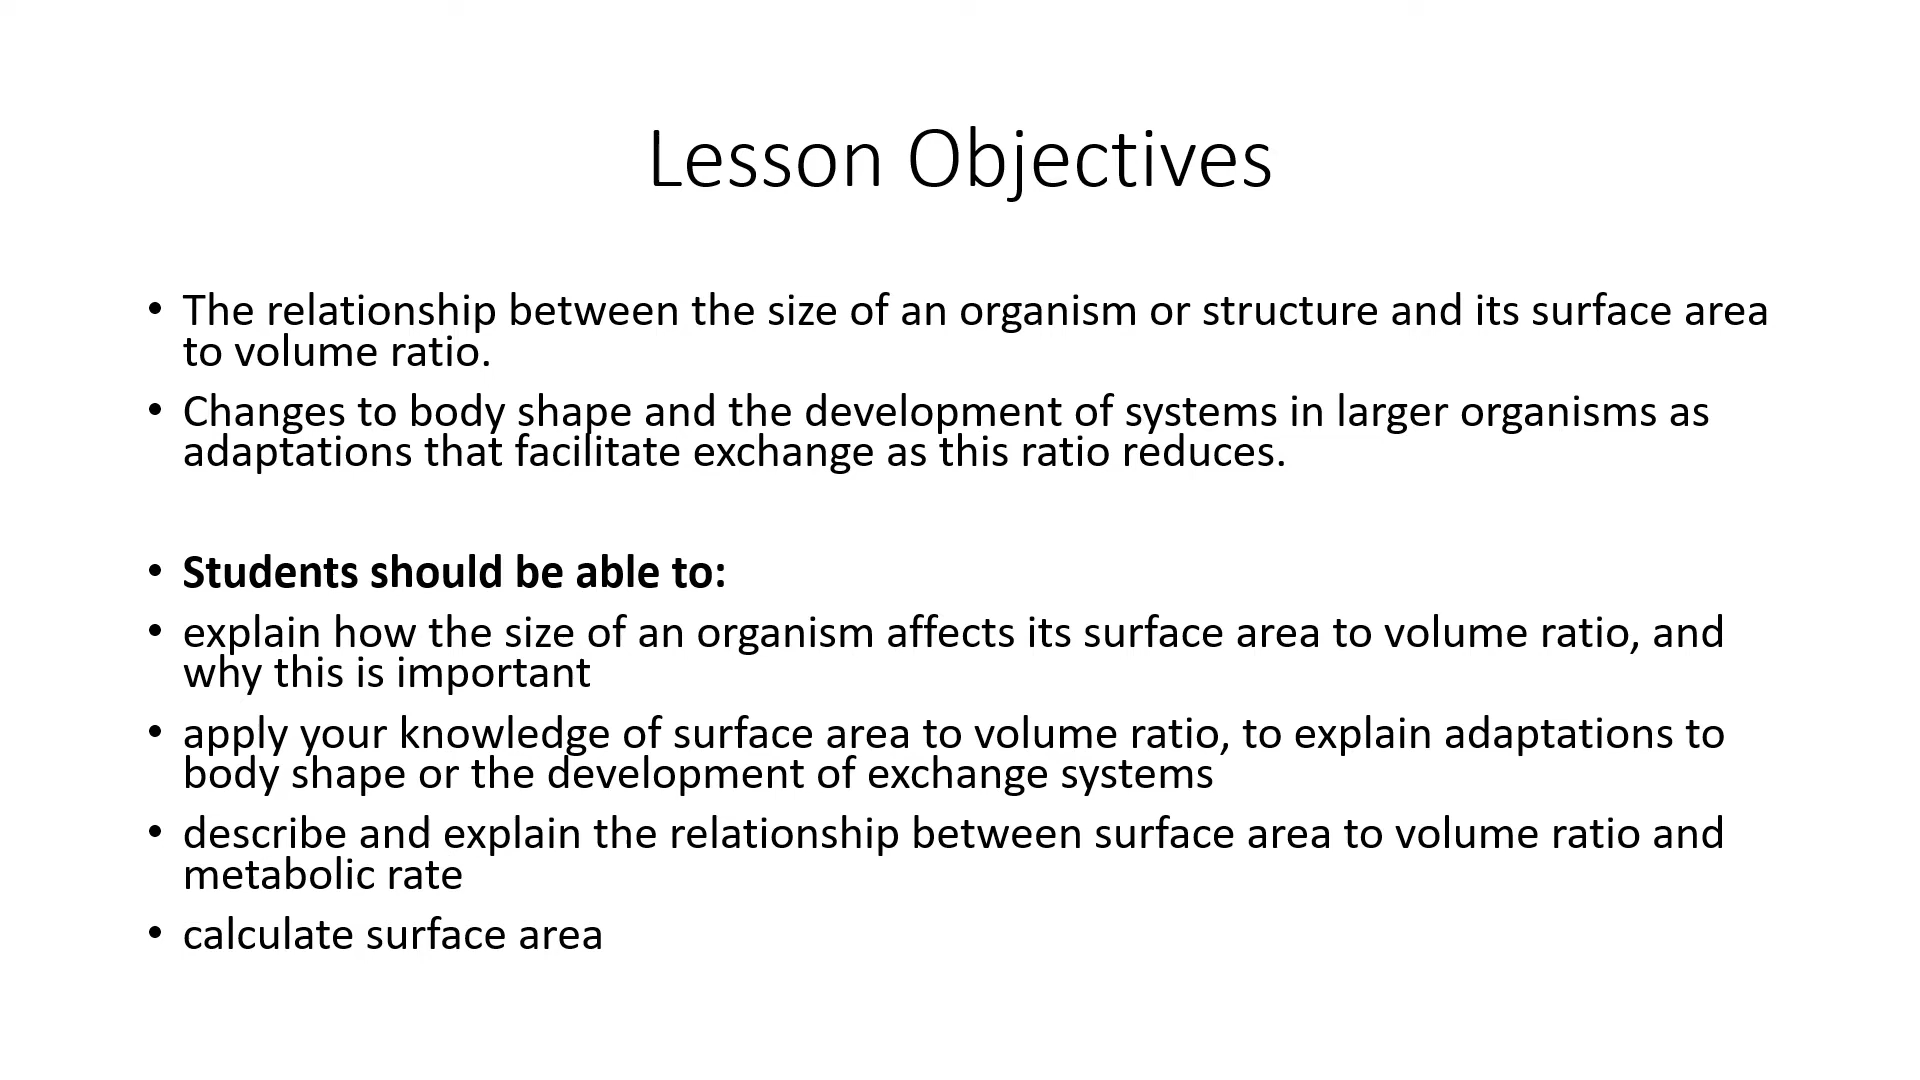 Lesson Objectives
• The relationship between the size of an organism or structure and its surface area
to volume ratio.
• Changes to body shape and the development of systems in larger organisms as
adaptations that facilitate exchange as this ratio reduces.
• Students should be able to:
• explain how the size of an organism affects its surface area to volume ratio, and
why this is important
• apply your knowledge of surface area to volume ratio, to explain adaptations to
body shape or the development of exchange systems
• describe and explain the relationship between surface area to volume ratio and
metabolic rate
• calculate surface area